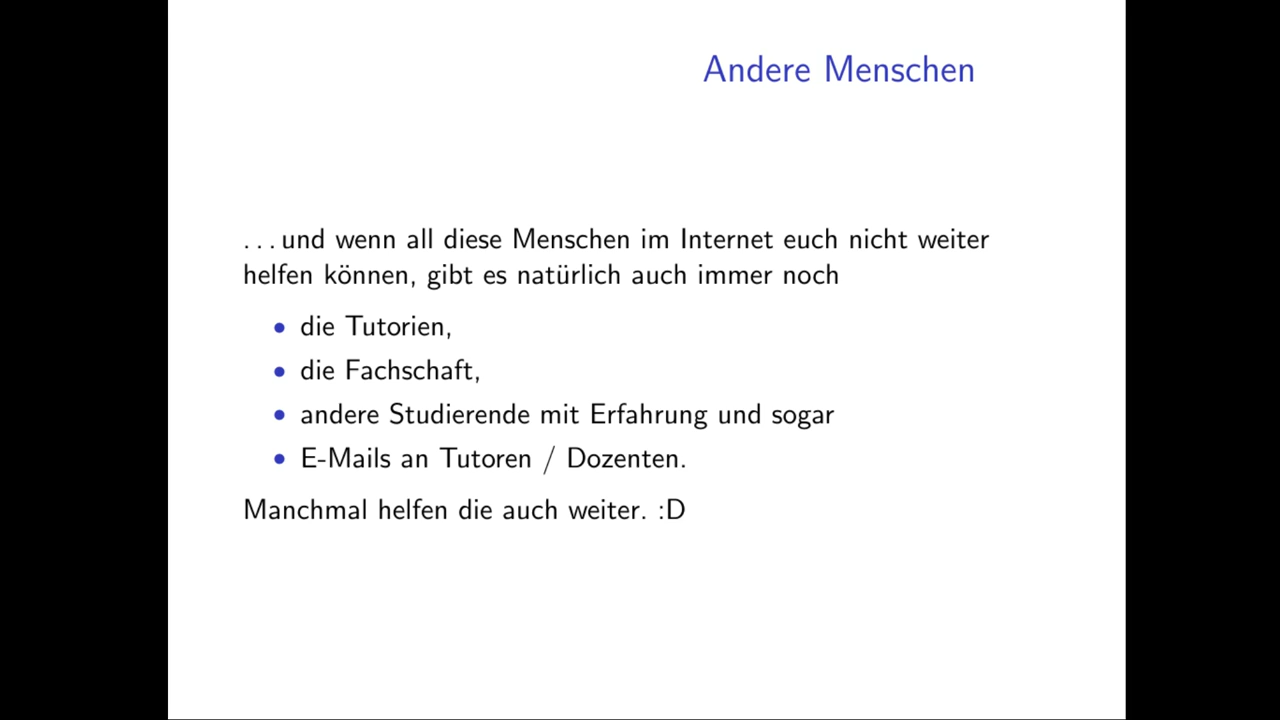 Andere Menschen
...und wenn all diese Menschen im Internet euch nicht weiter
helfen können, gibt es natürlich auch immer noch
• die Tutorien,
• die Fachschaft,
• andere Studierende mit Erfahrung und sogar
• E-Mails an Tutoren / Dozenten.
Manchmal helfen die auch weiter. :D